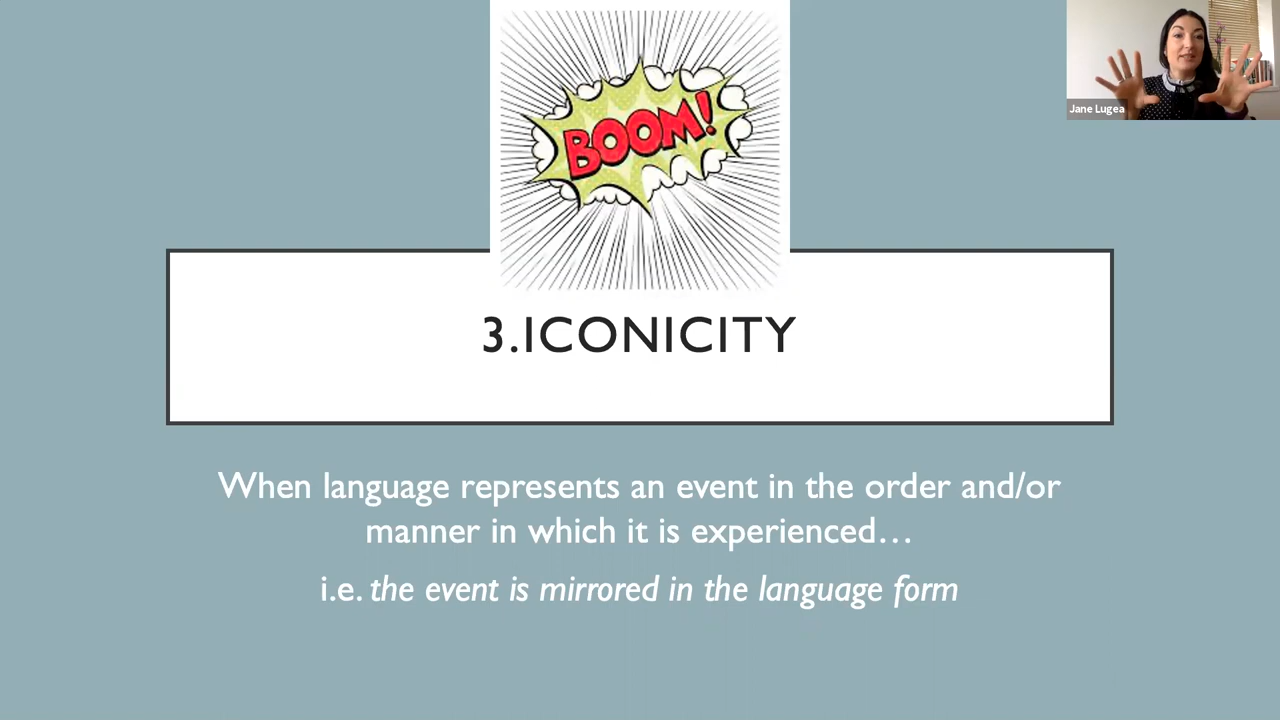 BOOM!
Jane Lugea
3.ICONICITY
When language represents an event in the order and/or
manner in which it is experienced…
i.e. the event is mirrored in the language form